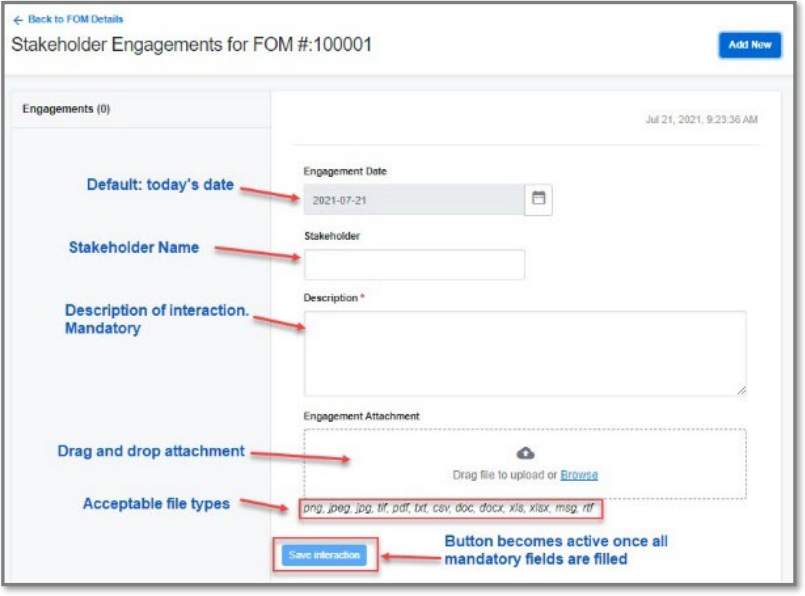 ← Back to FOM Details
Stakeholder Engagements for FOM #:100001
Add New
Engagements (0)
Jul 21, 2021, 9:23:36 AM
Engagement Date
Default: today's date
2021-07-21
Stakeholder
Stakeholder Name
Description *
Description of interaction.
Mandatory
Engagement Attachment
Drag and drop attachment
Drag file to upload or Browse
Acceptable file types
png, jpeg, jpg, tif, pdf, txt, csv, doc, docx, xls, xlsx, msg, rtf
Save interaction
Button becomes active once all
mandatory fields are filled